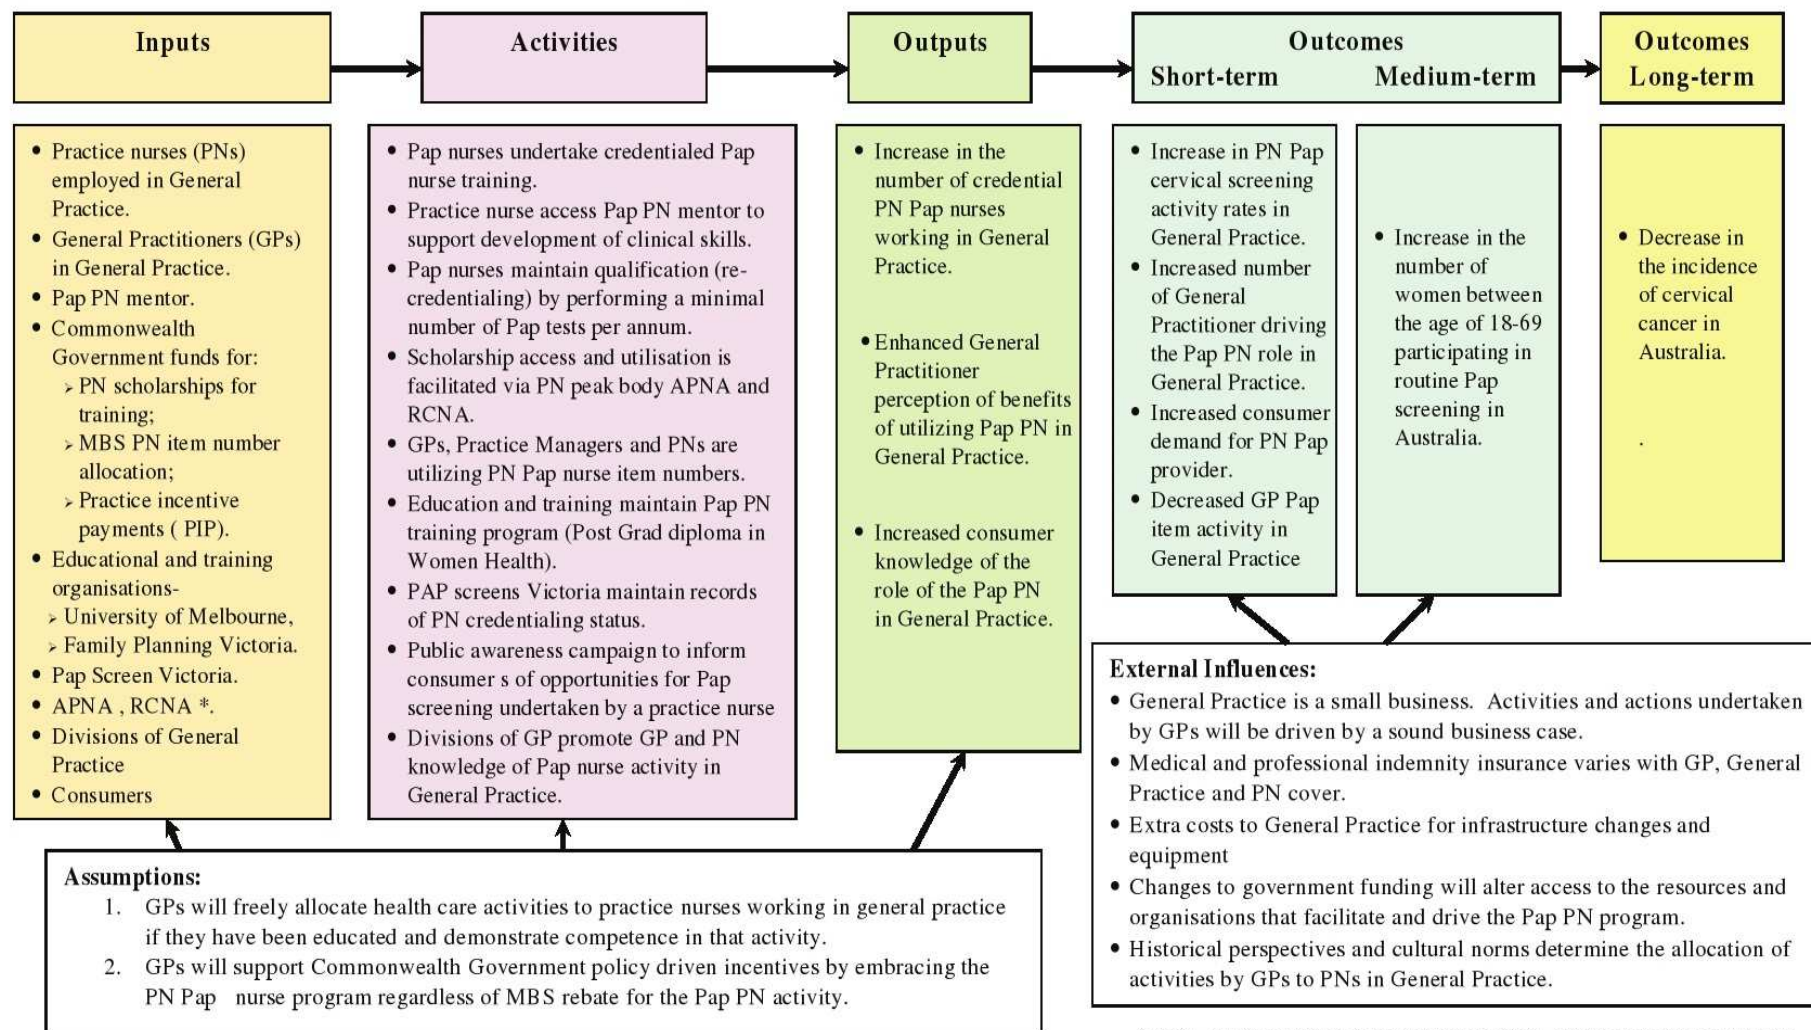 Inputs
Activities
Outputs
Outcomes
Short-term Medium-term
Outcomes
Long-term
• Practice nurses (PNs)
employed in General
Practice.
• General Practitioners (GPs)
in General Practice.
• Pap PN mentor.
• Commonwealth
Government funds for:
➢ PN scholarships for
training;
➢ MBS PN item number
allocation;
➢ Practice incentive
payments ( PIP).
• Educational and training
organisations-
➢ University of Melbourne,
➢ Family Planning Victoria.
• Pap Screen Victoria.
• APNA , RCNA *.
• Divisions of General
Practice
• Consumers
• Pap nurses undertake credentialed Pap
nurse training.
• Practice nurse access Pap PN mentor to
support development of clinical skills.
• Pap nurses maintain qualification (re-
credentialing) by performing a minimal
number of Pap tests per annum.
• Scholarship access and utilisation is
facilitated via PN peak body APNA and
RCNA.
• GPs, Practice Managers and PNs are
utilizing PN Pap nurse item numbers.
• Education and training maintain Pap PN
training program (Post Grad diploma in
Women Health).
• PAP screens Victoria maintain records
of PN credentialing status.
• Public awareness campaign to inform
consumer s of opportunities for Pap
screening undertaken by a practice nurse
• Divisions of GP promote GP and PN
knowledge of Pap nurse activity in
General Practice.
• Increase in the
number of credential
PN Pap nurses
working in General
Practice.
• Enhanced General
Practitioner
perception of benefits
of utilizing Pap PN in
General Practice.
• Increased consumer
knowledge of the
role of the Pap PN
in General Practice.
• Increase in PN Pap
cervical screening
activity rates in
General Practice.
• Increased number
of General
Practitioner driving
the Pap PN role in
General Practice.
• Increased consumer
demand for PN Pap
provider.
• Decreased GP Pap
item activity in
General Practice
• Increase in the
number of
women between
the age of 18-69
participating in
routine Pap
screening in
Australia.
• Decrease in
the incidence
of cervical
cancer in
Australia.
.
Assumptions:
1. GPs will freely allocate health care activities to practice nurses working in general practice
if they have been educated and demonstrate competence in that activity.
2. GPs will support Commonwealth Government policy driven incentives by embracing the
PN Pap nurse program regardless of MBS rebate for the Pap PN activity.
External Influences:
• General Practice is a small business. Activities and actions undertaken
by GPs will be driven by a sound business case.
• Medical and professional indemnity insurance varies with GP, General
Practice and PN cover.
• Extra costs to General Practice for infrastructure changes and
equipment
• Changes to government funding will alter access to the resources and
organisations that facilitate and drive the Pap PN program.
• Historical perspectives and cultural norms determine the allocation of
activities by GPs to PNs in General Practice.